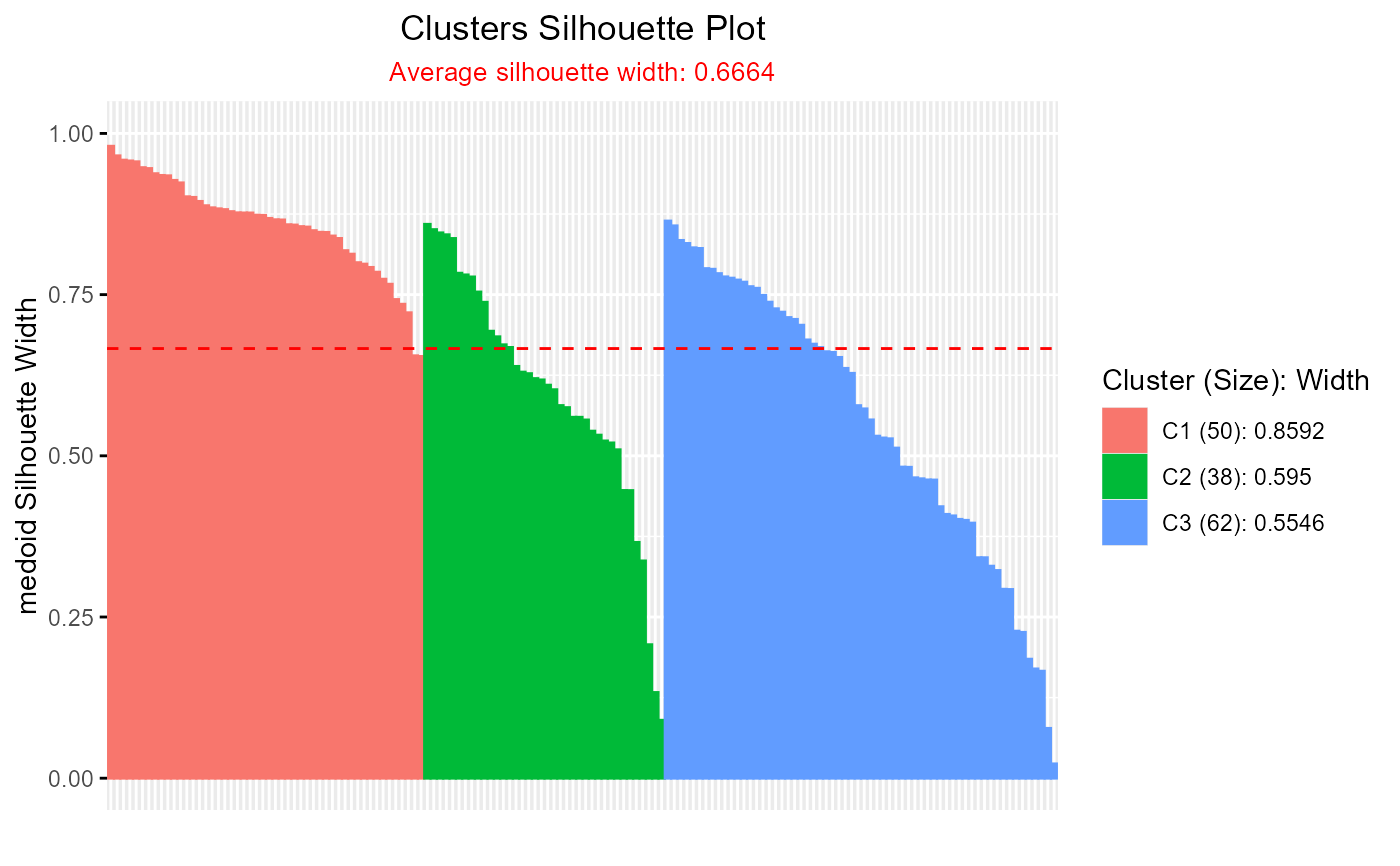 Clusters Silhouette Plot
Average silhouette width: 0.6664
medoid Silhouette Width
1.00
0.75
0.50
0.25
0.00
Cluster (Size): Width
C1 (50): 0.8592
C2 (38): 0.595
C3 (62): 0.5546